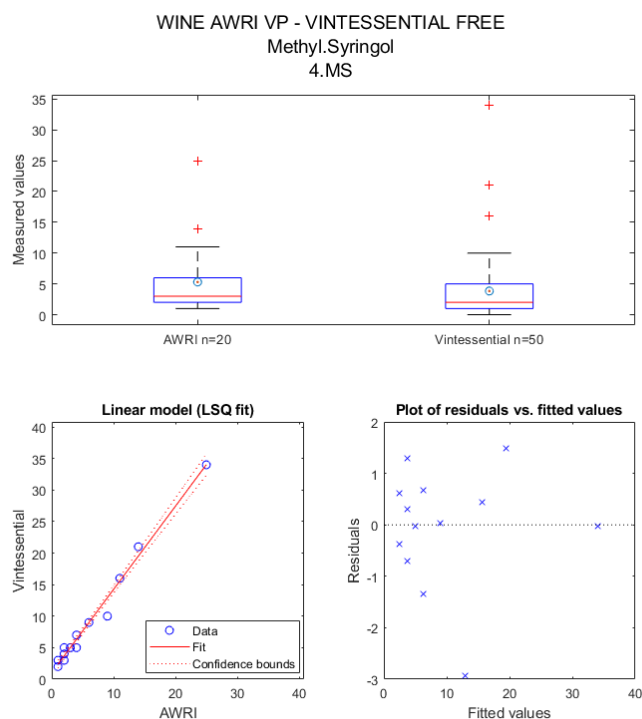 WINE AWRI VP - VINTESSENTIAL FREE
Methyl.Syringol
4.MS
35
30
25
20
15
10
5
0
Measured values
AWRI n=20
Vintessential n=50
Linear model (LSQ fit)
40
35
30
25
20
15
10
5
0
Vintessential
Data
Fit
Confidence bounds
0 10 20 30 40
AWRI
Plot of residuals vs. fitted values
2
1
0
-1
-2
-3
Residuals
0 10 20 30 40
Fitted values